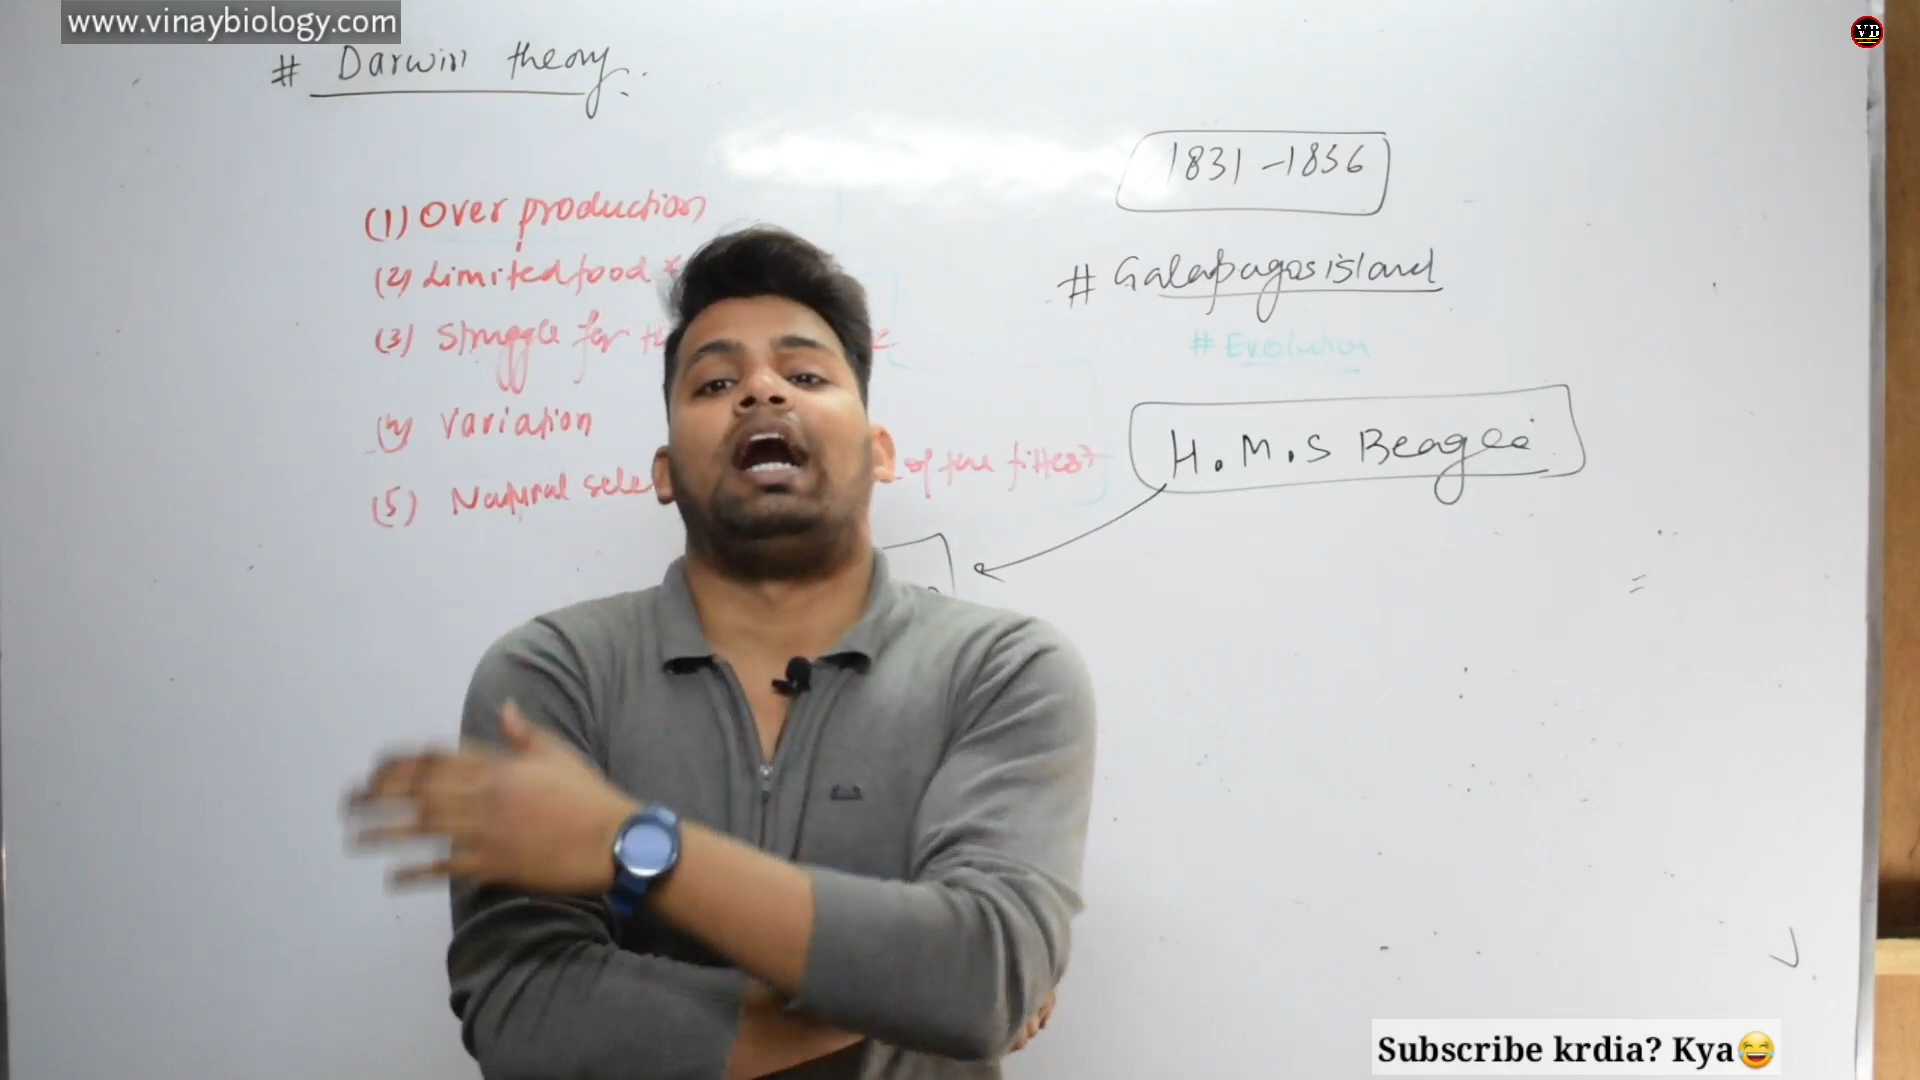 www.vinaybiology.com
VB
# Darwin theory.
1831-1836
(1) Over production
# Galapagos island
(2) Limited food
(3) Struggle for
# Evolution
(4) Variation
H.M.S Beagle
(5) Natural sele of the fittest
Subscribe krdia? Kya😂